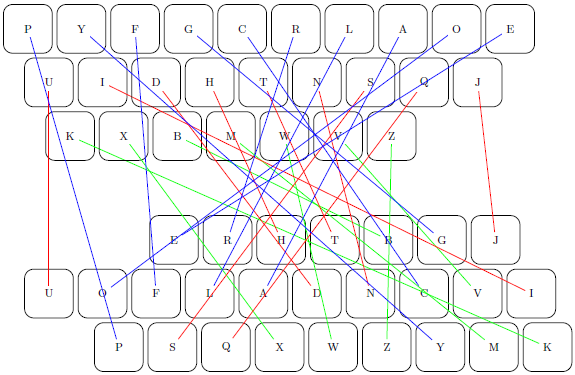 P Y F G C R L A O E
U I D H T N S Q J
K X B M W V Z
E R H T B G J
U O F L A D N C V I
P S Q X W Z Y M K